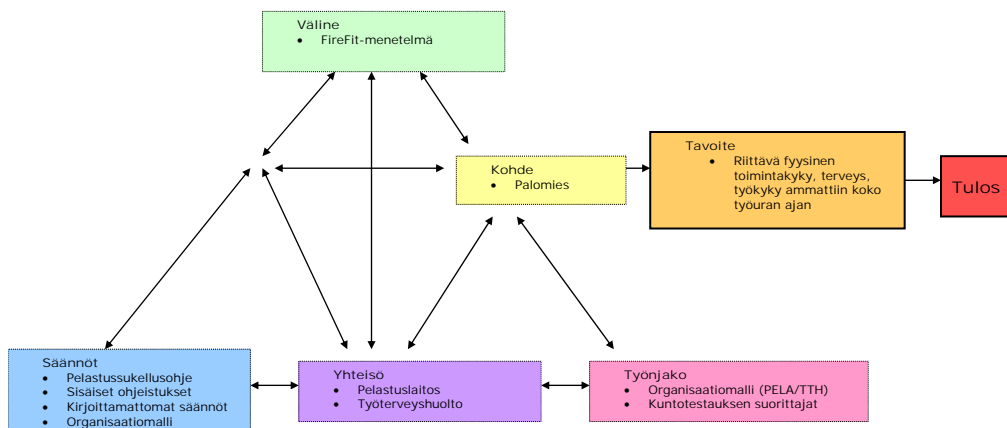 Väline
• FireFit-menetelmä
Kohde
• Palomies
Tavoite
• Riittävä fyysinen
toimintakyky, terveys,
työkyky ammattiin koko
työuran ajan
Tulos
Säännöt
• Pelastussukellusohje
• Sisäiset ohjeistukset
• Kirjoittamattomat säännöt
• Organisaatiomalli
Yhteisö
• Pelastuslaitos
• Työterveyshuolto
Työnjako
• Organisaatiomalli (PELA/TTH)
• Kuntotestauksen suorittajat